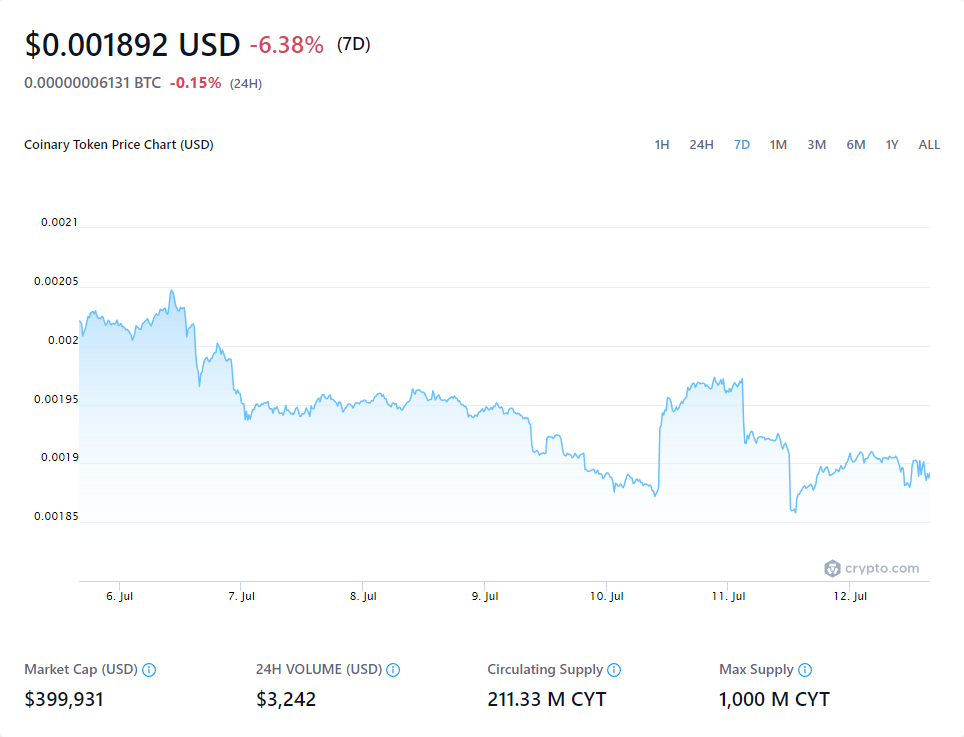 $0.001892 USD -6.38% (7D)
0.00000006131 BTC -0.15% (24H)
Coinary Token Price Chart (USD)
1H 24H 7D 1M 3M 6M 1Y ALL
0.0021
0.00205
0.002
0.00195
0.0019
0.00185
crypto.com
6. Jul 7. Jul 8. Jul 9. Jul 10. Jul 11. Jul 12. Jul
Market Cap (USD) 24H VOLUME (USD) Circulating Supply Max Supply
$399,931 $3,242 211.33 M CYT 1,000 M CYT